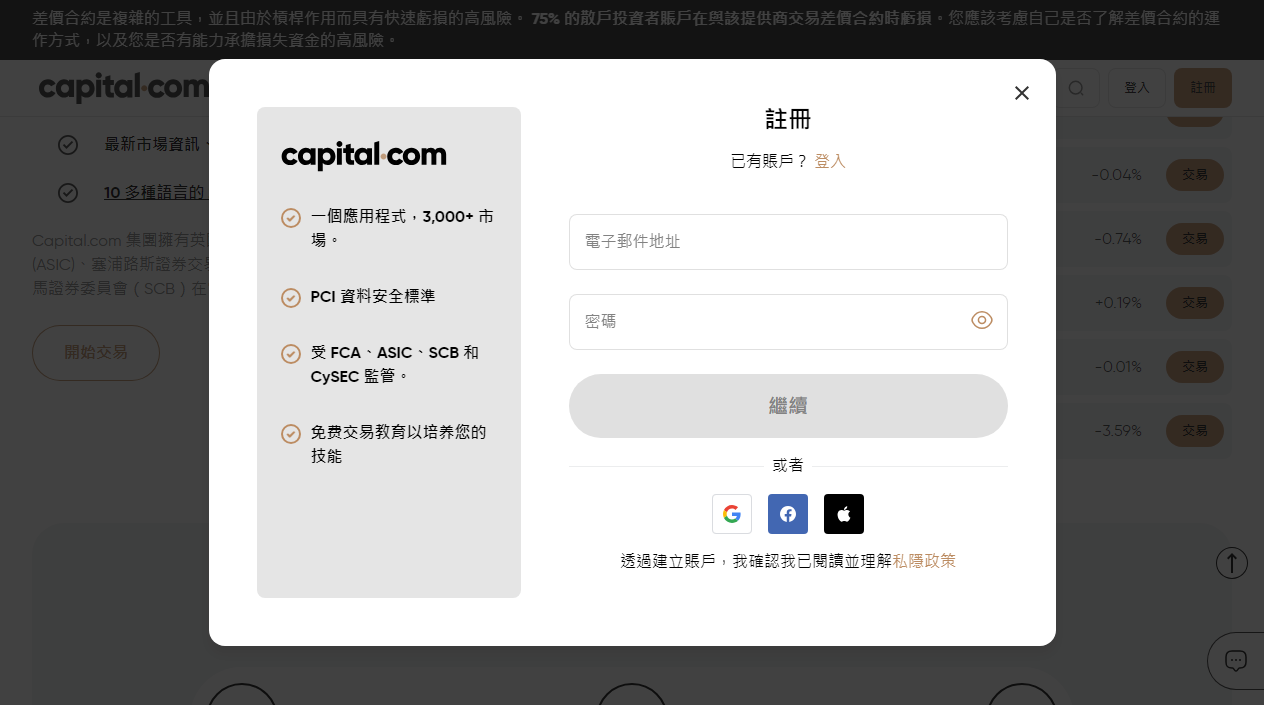 差價合約是複雜的工具，並且由於槓桿作用而具有快速虧損的高風險。 75% 的散戶投資者賬戶在與該提供商交易差價合約時虧損。您應該考慮自己是否了解差價合約的運
作方式，以及您是否有能力承擔損失資金的高風險。
capital.com
登入
註冊
最新市場資訊、
10 多種語言的
Capital.com 集團擁有英
(ASIC)、塞浦路斯證券交
馬證券委員會（SCB）在
開始交易
-0.04%
交易
-0.74%
交易
+0.19%
交易
-0.01%
交易
-3.59%
交易
capital.com
一個應用程式，3,000+ 市
場。
PCI 資料安全標準
受 FCA、ASIC、SCB 和
CySEC 監管。
免费交易教育以培养您的
技能
註冊
已有賬戶？ 登入
電子郵件地址
密碼
繼續
或者
透過建立賬戶，我確認我已閱讀並理解私隱政策